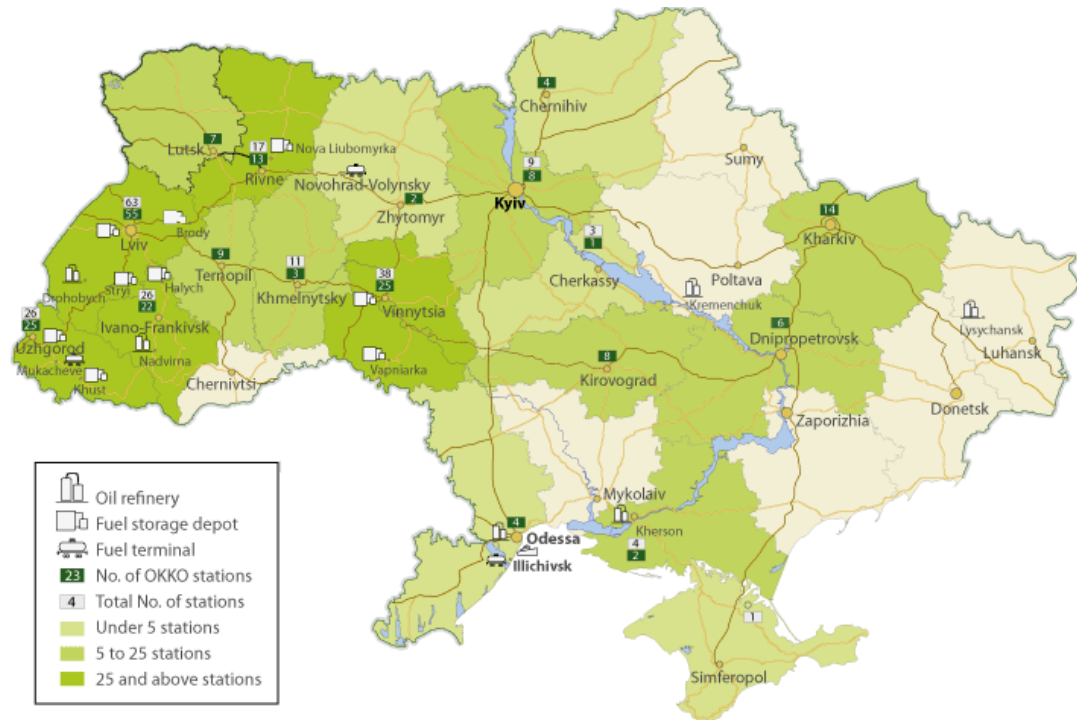 4
Chernihiv
7
Lutsk
17
13
Nova Liubomyrka
Rivne
Novohrad-Volynsky
9
8
Kyiv
Sumy
2
Zhytomyr
63
55
Lviv
Brody
14
Kharkiv
3
1
Cherkassy
9
Ternopil
11
3
Khmelnytsky
38
25
Vinnytsia
Poltava
Kremenchuk
Drohobych
Stryi
Halych
26
22
Ivano-Frankivsk
26
25
Uzhgorod
Mukacheve
Nadvirna
Khust
Chernivtsi
Vapniarka
8
Kirovograd
6
Dnipropetrovsk
Lysychansk
Luhansk
Donetsk
Zaporizhia
Mykolaiv
Kherson
4
2
4
Odessa
Illichivsk
1
Simferopol
Oil refinery
Fuel storage depot
Fuel terminal
23 No. of OKKO stations
4 Total No. of stations
Under 5 stations
5 to 25 stations
25 and above stations